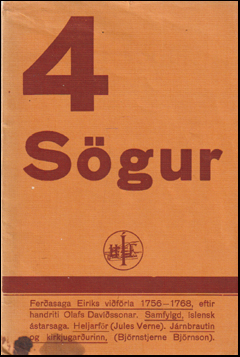 4
Sögur
Ferðasaga Eiríks víðförla 1756—1768, eftir
handriti Olafs Davíðssonar. Samfylgd, íslensk
ástarsaga. Heljarför (Jules Verne). Járnbrautin
og kirkjugarðurinn, (Björnstjerne Björnson).